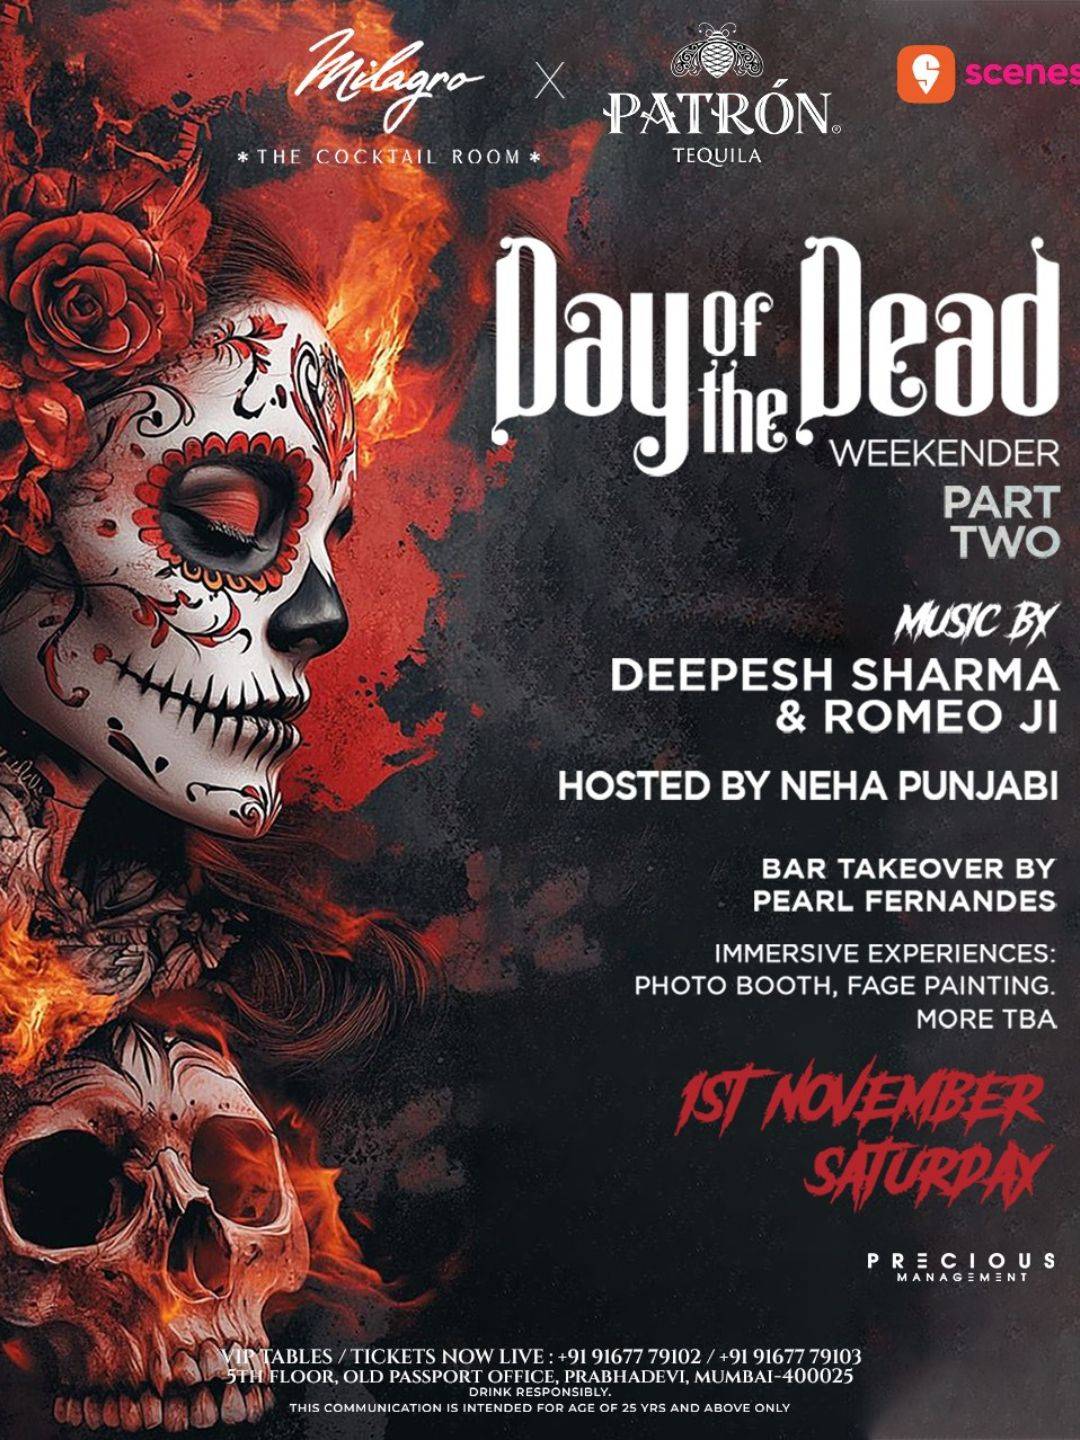 Milagro X PATRÓN® scenes
* THE COCKTAIL ROOM * TEQUILA
Day of the Dead
WEEKENDER
PART
TWO
MUSIC BY
DEEPESH SHARMA
& ROMEO JI
HOSTED BY NEHA PUNJABI
BAR TAKEOVER BY
PEARL FERNANDES
IMMERSIVE EXPERIENCES:
PHOTO BOOTH, FAGE PAINTING.
MORE TBA
1ST NOVEMBER
SATURDAY
PRECIOUS
MANAGEMENT
VIP TABLES / TICKETS NOW LIVE : +91 91677 79102 / +91 91677 79103
5TH FLOOR, OLD PASSPORT OFFICE, PRABHADEVI, MUMBAI-400025
DRINK RESPONSIBLY.
THIS COMMUNICATION IS INTENDED FOR AGE OF 25 YRS AND ABOVE ONLY